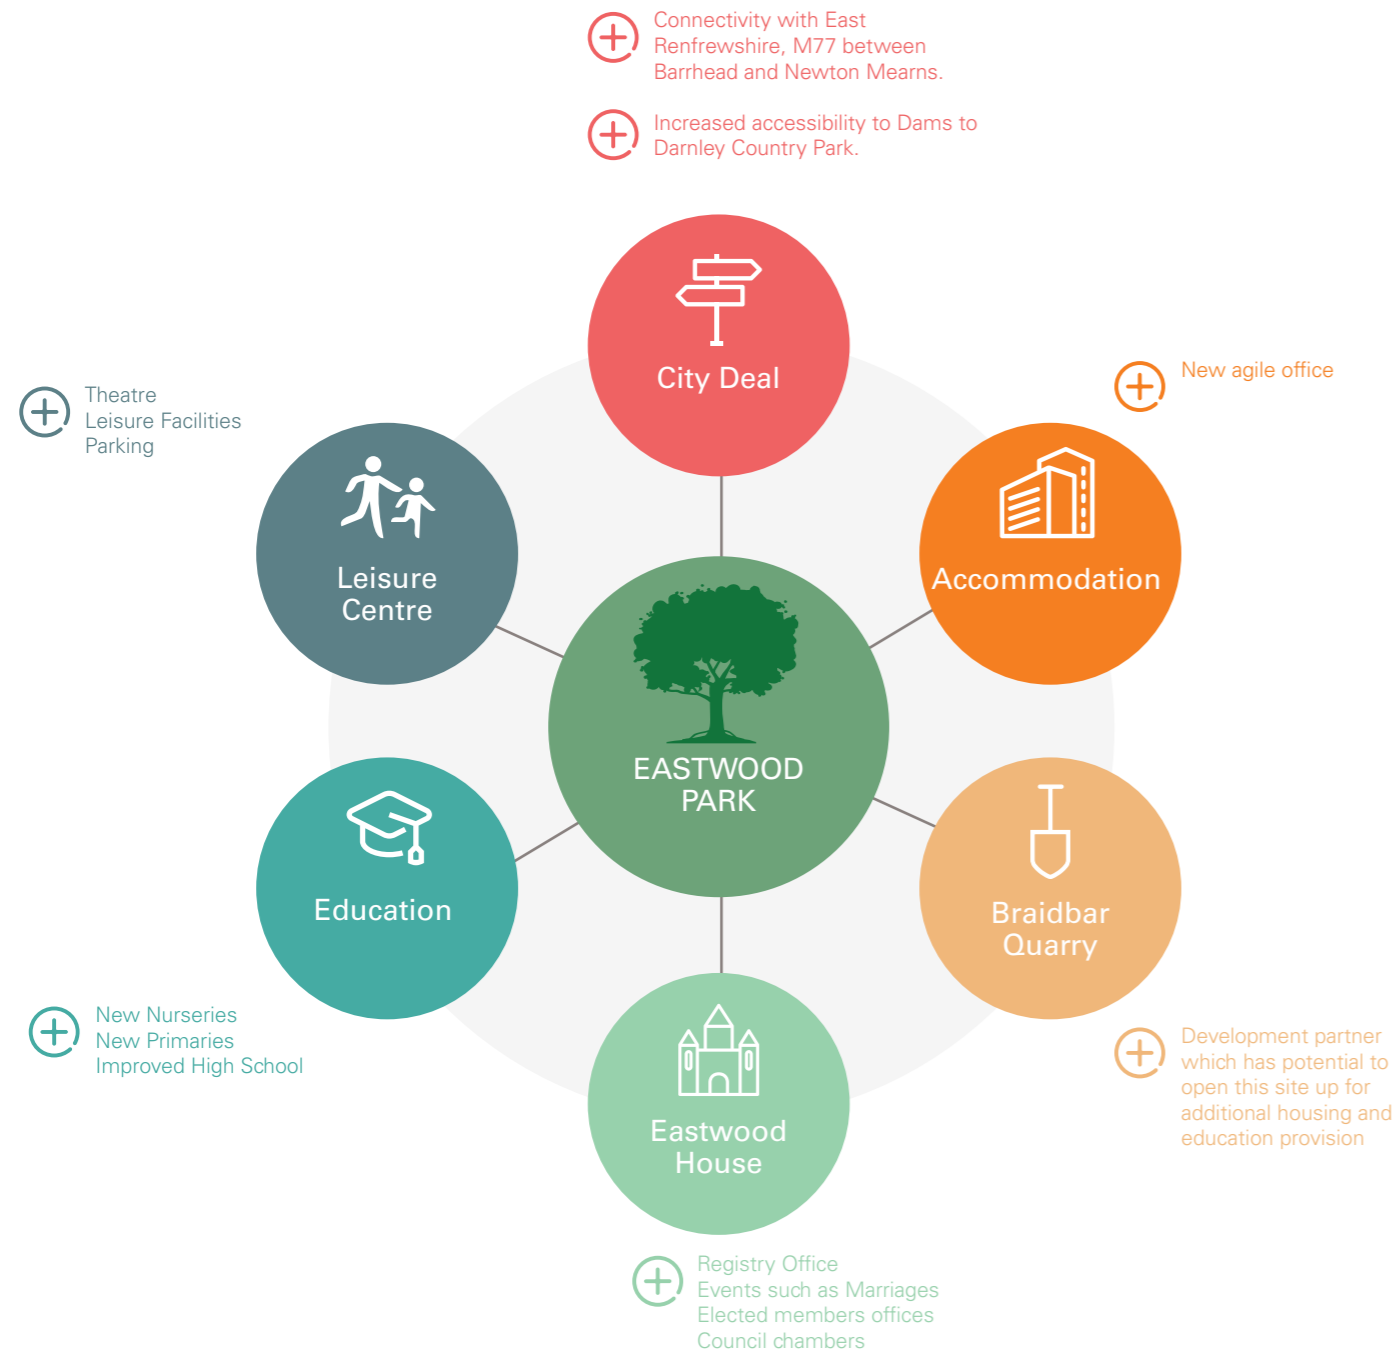 Connectivity with East
Renfrewshire, M77 between
Barrhead and Newton Mearns.
Increased accessibility to Dams to
Darnley Country Park.
City Deal
New agile office
Accommodation
Theatre
Leisure Facilities
Parking
Leisure
Centre
EASTWOOD
PARK
Education
New Nurseries
New Primaries
Improved High School
Braidbar
Quarry
Development partner
which has potential to
open this site up for
additional housing and
education provision
Eastwood
House
Registry Office
Events such as Marriages
Elected members offices
Council chambers